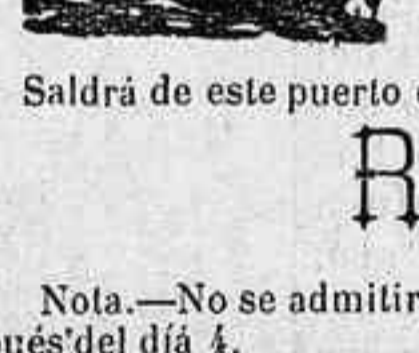 Saldrá de este puerto
R
Nota.—No se admitir
pués del día 4.